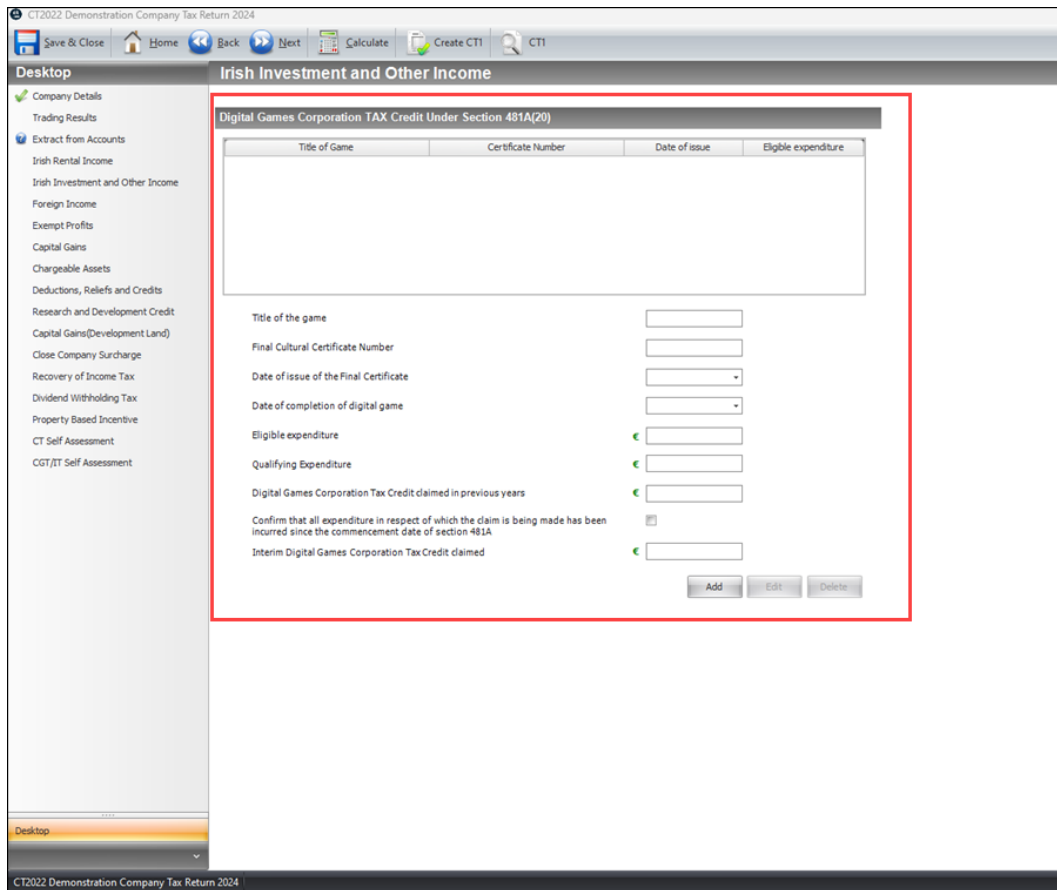 CT2022 Demonstration Company Tax Return 2024
Save & Close Home Back Next Calculate Create CT1 CT1
Desktop
Irish Investment and Other Income
Company Details
Trading Results
Extract from Accounts
Irish Rental Income
Irish Investment and Other Income
Foreign Income
Exempt Profits
Capital Gains
Chargeable Assets
Deductions, Reliefs and Credits
Research and Development Credit
Capital Gains(Development Land)
Close Company Surcharge
Recovery of Income Tax
Dividend Withholding Tax
Property Based Incentive
CT Self Assessment
CGT/IT Self Assessment
Digital Games Corporation TAX Credit Under Section 481A(20)
Title of Game Certificate Number Date of issue Eligible expenditure
Title of the game
Final Cultural Certificate Number
Date of issue of the Final Certificate
Date of completion of digital game
Eligible expenditure €
Qualifying Expenditure €
Digital Games Corporation Tax Credit claimed in previous years €
Confirm that all expenditure in respect of which the claim is being made has been
incurred since the commencement date of section 481A
Interim Digital Games Corporation Tax Credit claimed €
Add Edit Delete
Desktop
CT2022 Demonstration Company Tax Return 2024